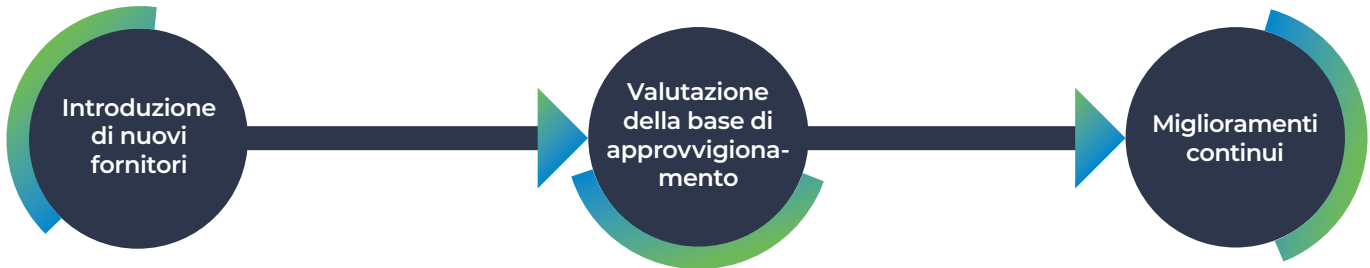 Introduzione
di nuovi
fornitori
Valutazione
della base di
approvvigiona-
mento
Miglioramenti
continui